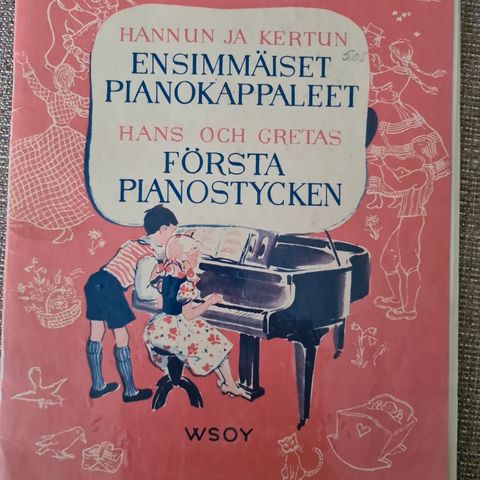 HANNUN JA KERTUN
ENSIMMÄISET
PIANOKAPPALEET
HANS OCH GRETAS
FÖRSTA
PIANOSTYCKEN
WSOY